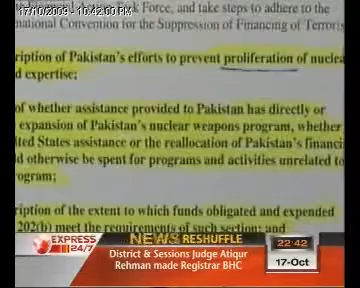 17/10/2009 - 10:42:00 PM
k Force, and take steps to adhere to the
national Convention for the Suppression of Financing of Terroris
ription of Pakistan's efforts to prevent proliferation of nuclea
d expertise;
of whether assistance provided to Pakistan has directly or
expansion of Pakistan's nuclear weapons program, whether
ited States assistance or the reallocation of Pakistan's financi
ld otherwise be spent for programs and activities unrelated to
rogram;
ription of the extent to which funds obligated and expended
202(b) meet the requirements of such section; and
EXPRESS
24/7
NEWS RESHUFFLE
22:42
District & Sessions Judge Atiqur
Rehman made Registrar BHC
17-Oct